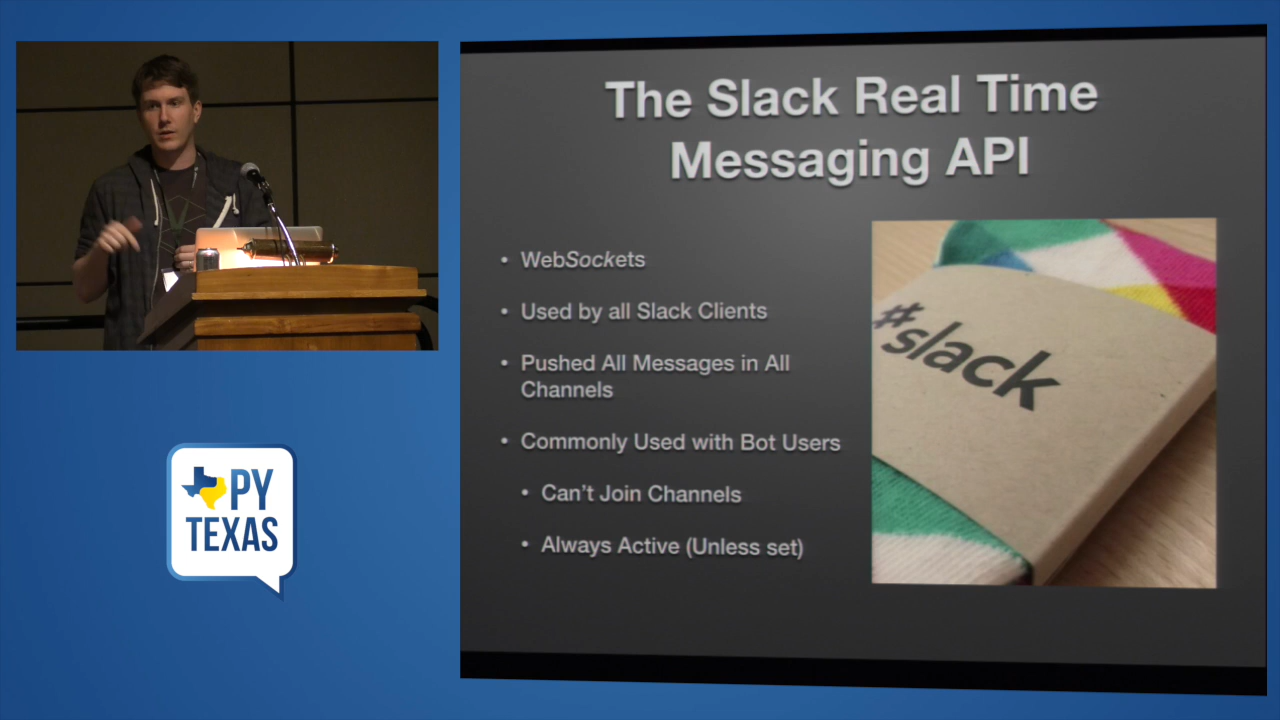 The Slack Real Time
Messaging API
• WebSockets
• Used by all Slack Clients
• Pushed All Messages in All
Channels
• Commonly Used with Bot Users
• Can't Join Channels
• Always Active (Unless set)
#slack
PY
TEXAS